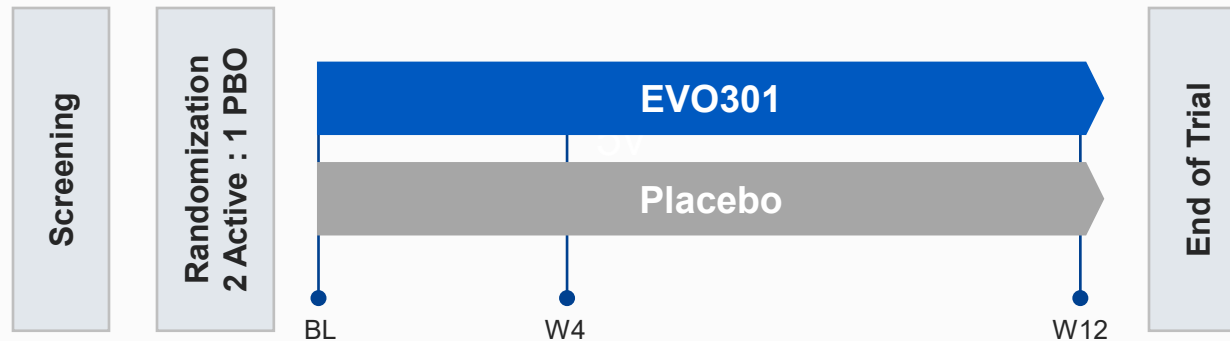 Screening
Randomization
2 Active : 1 PBO
EVO301
Placebo
BL
W4
W12
End of Trial